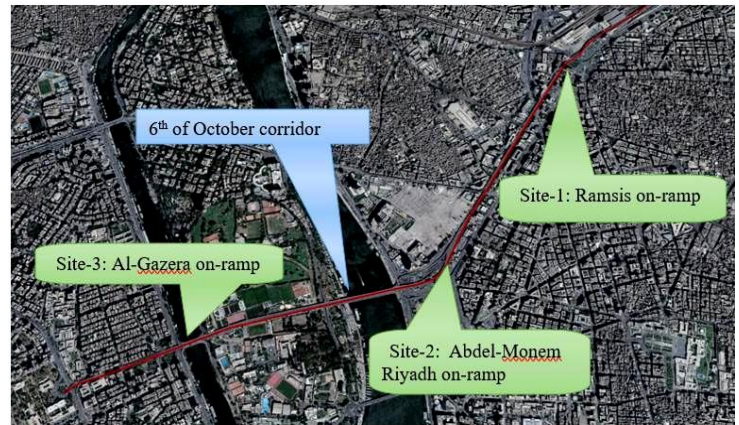 6th of October corridor
Site-1: Ramsis on-ramp
Site-3: Al-Gazera on-ramp
Site-2: Abdel-Monem
Riyadh on-ramp